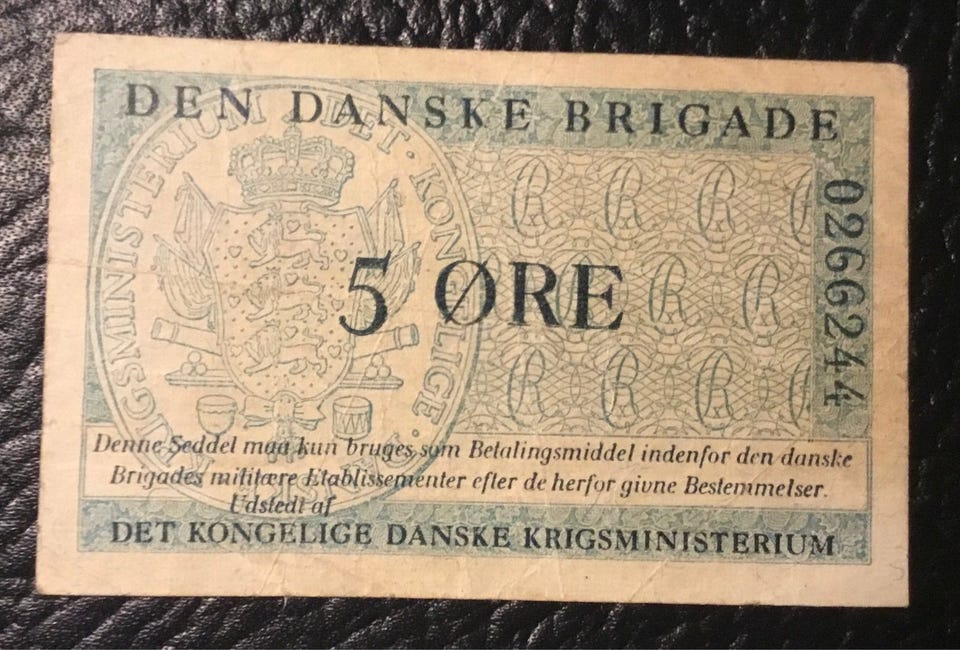 DEN DANSKE BRIGADE
0266244
5 ØRE
Denne Seddel maa kun bruges som Betalingsmiddel indenfor den danske
Brigades militære Etablissementer efter de herfor givne Bestemmelser.
Udstedt af
DET KONGELIGE DANSKE KRIGSMINISTERIUM
DET · KONGELIGE ·